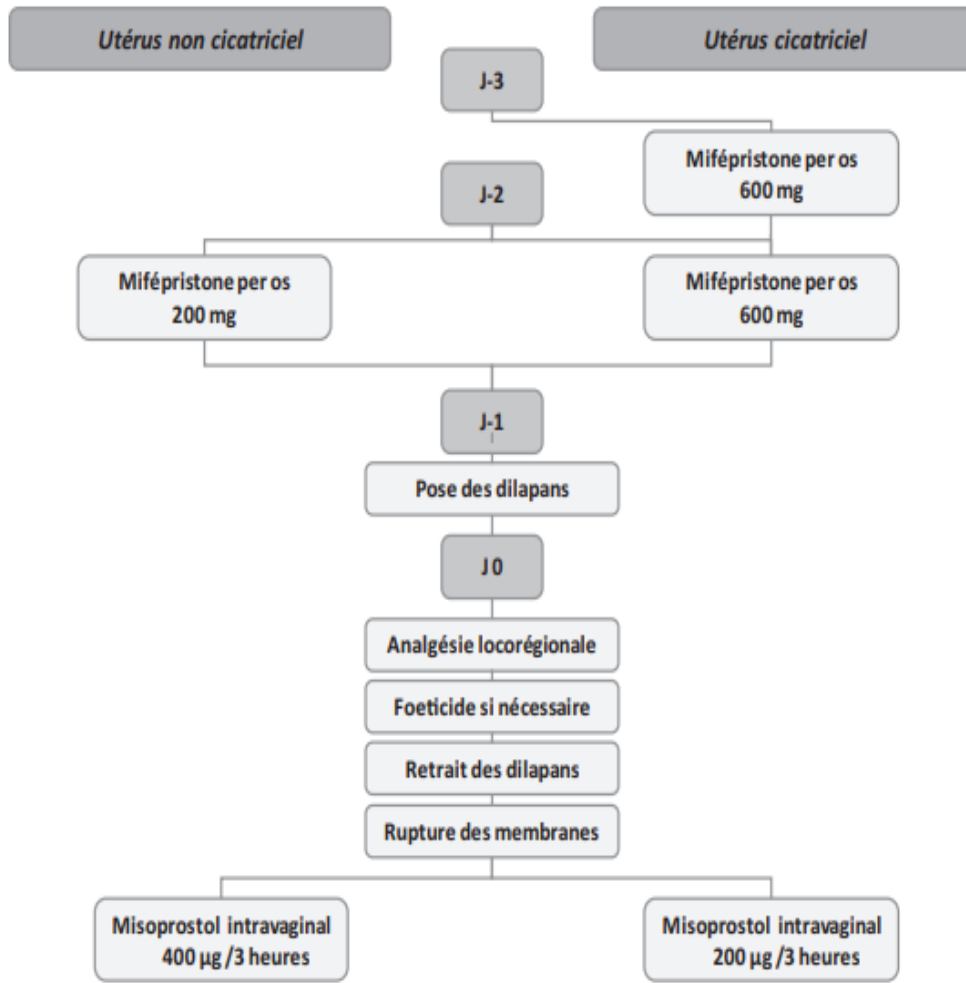 Utérus non cicatriciel
Utérus cicatriciel
J-3
Mifépristone per os
600 mg
J-2
Mifépristone per os
200 mg
Mifépristone per os
600 mg
J-1
Pose des dilapans
J 0
Analgésie locorégionale
Foeticide si nécessaire
Retrait des dilapans
Rupture des membranes
Misoprostol intravaginal
400 µg /3 heures
Misoprostol intravaginal
200 µg /3 heures